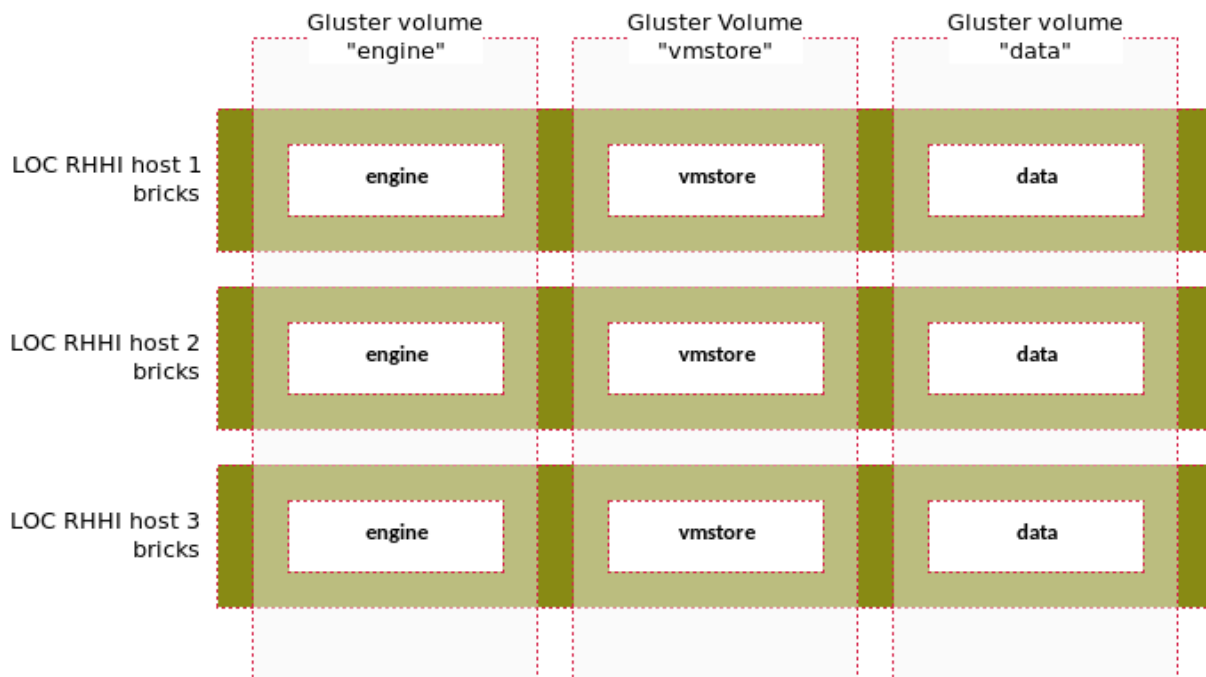 Gluster volume
"engine"
Gluster Volume
"vmstore"
Gluster volume
"data"
LOC RHHI host 1
bricks
engine
vmstore
data
LOC RHHI host 2
bricks
engine
vmstore
data
LOC RHHI host 3
bricks
engine
vmstore
data